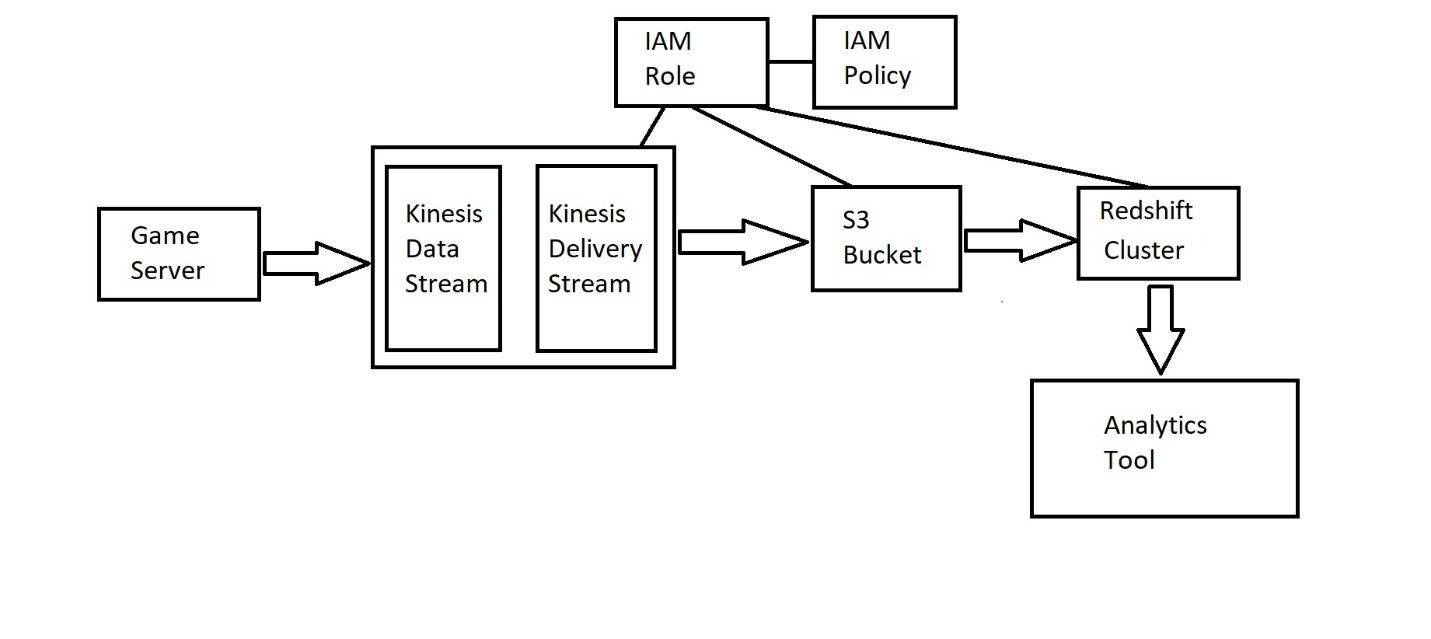 IAM
Role
IAM
Policy
Game
Server
Kinesis
Data
Stream
Kinesis
Delivery
Stream
S3
Bucket
Redshift
Cluster
Analytics
Tool